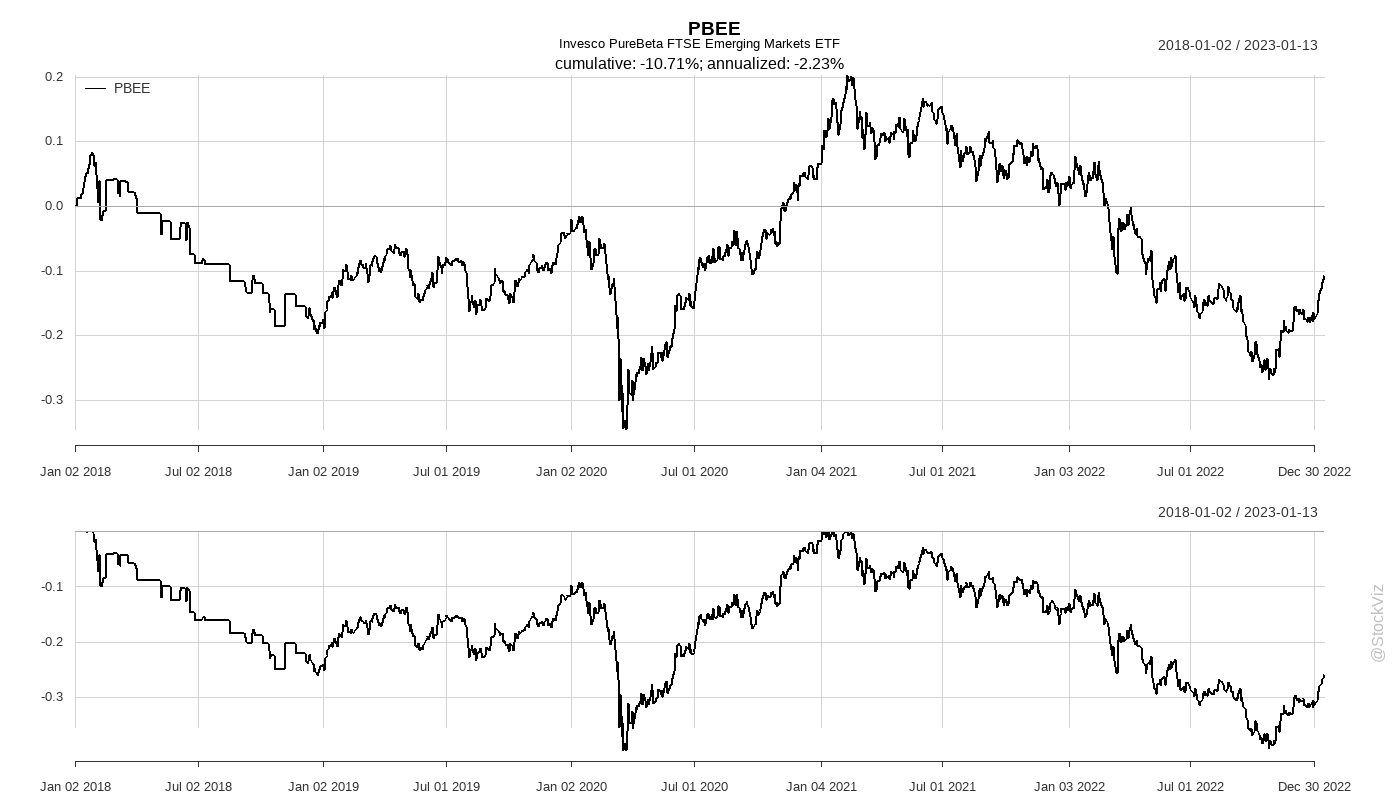 PBEE
Invesco PureBeta FTSE Emerging Markets ETF
2018-01-02 / 2023-01-13
cumulative: -10.71%; annualized: -2.23%
PBEE
0.2
0.1
0.0
-0.1
-0.2
-0.3
Jan 02 2018 Jul 02 2018 Jan 02 2019 Jul 01 2019 Jan 02 2020 Jul 01 2020 Jan 04 2021 Jul 01 2021 Jan 03 2022 Jul 01 2022 Dec 30 2022
2018-01-02 / 2023-01-13
-0.1
-0.2
-0.3
Jan 02 2018 Jul 02 2018 Jan 02 2019 Jul 01 2019 Jan 02 2020 Jul 01 2020 Jan 04 2021 Jul 01 2021 Jan 03 2022 Jul 01 2022 Dec 30 2022
@StockViz